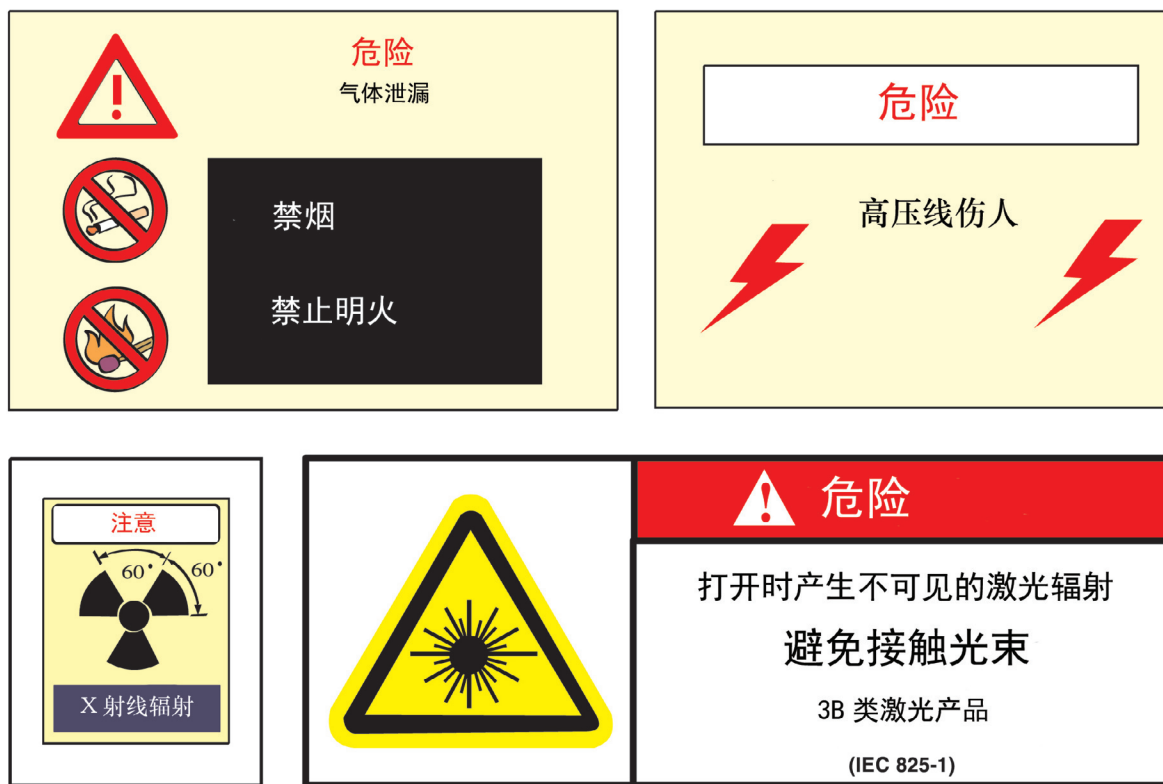 危险
气体泄漏
禁烟
禁止明火
危险
高压线伤人
注意
60° 60°
X 射线辐射
危险
打开时产生不可见的激光辐射
避免接触光束
3B 类激光产品
(IEC 825-1)